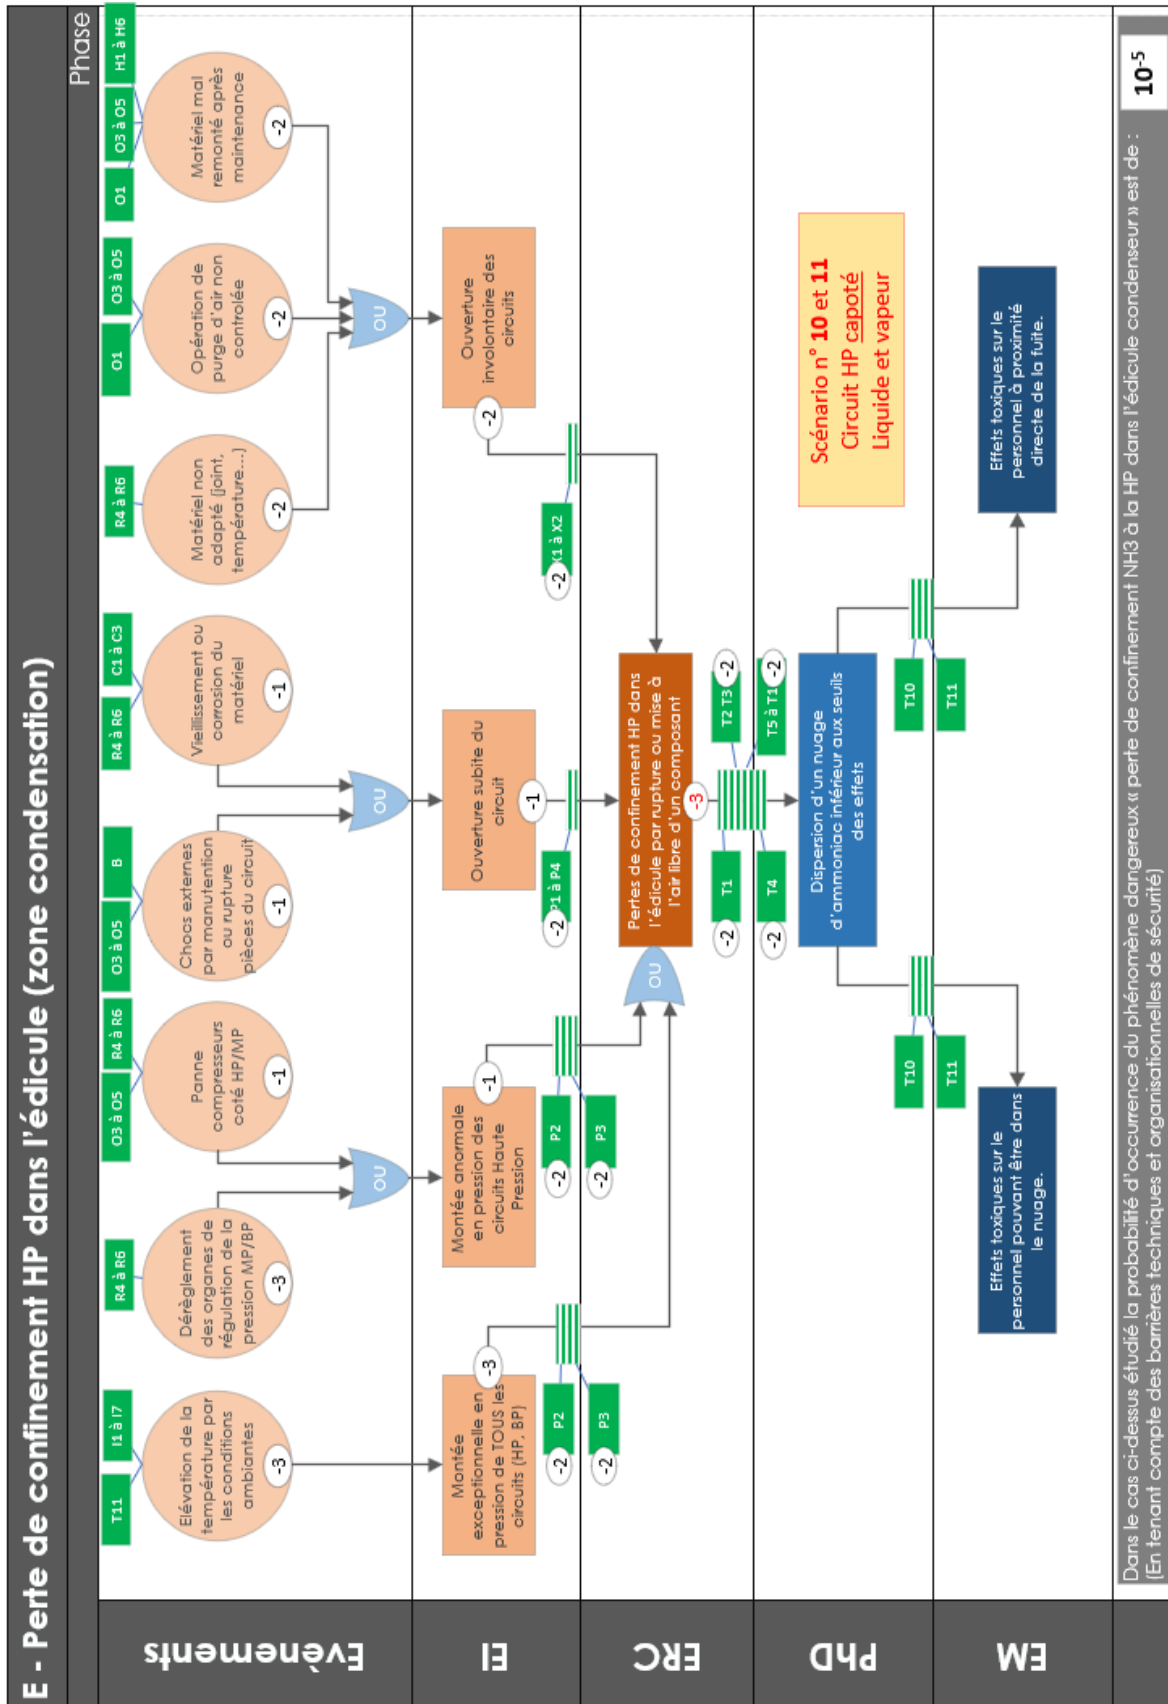 E - Perte de confinement HP dans l'édicule (zone condensation)
Phase
Evènements
T11
I1 à I7
R4 à R6
O3 à O5
R4 à R6
O3 à O5
B
R4 à R6
C1 à C3
R4 à R6
O1
O3 à O5
O1
O3 à O5
H1 à H6
Elévation de la
température par
les conditions
ambiantes
-3
Dérèglement
des organes de
régulation de la
pression MP/BP
-3
Panne
compresseurs
coté HP/MP
-1
Chocs externes
par manutention
ou rupture
pièces du circuit
-1
Vieillissement ou
corrosion du
matériel
-1
Matériel non
adapté (joint,
température...)
-2
Opération de
purge d'air non
controlée
-2
Matériel mal
remonté après
maintenance
-2
OU
OU
OU
EI
Montée
exceptionnelle en
pression de TOUS les
circuits (HP, BP)
-3
Montée anormale
en pression des
circuits Haute
Pression
-1
Ouverture subite du
circuit
-1
Ouverture
involontaire des
circuits
-2
P2
-2
P3
-2
P2
-2
P3
-2
P1 à P4
-2
X1 à X2
-2
ERC
OU
Pertes de confinement HP dans
l'édicule par rupture ou mise à
l'air libre d'un composant
-3
T1
-2
T2 T3
-2
T4
-2
T5 à T1
-2
PhD
Dispersion d'un nuage
d'ammoniac inférieur aux seuils
des effets
Scénario n° 10 et 11
Circuit HP capoté
Liquide et vapeur
T10
T11
T10
T11
EM
Effets toxiques sur le
personnel pouvant être dans
le nuage.
Effets toxiques sur le
personnel à proximité
directe de la fuite.
Dans le cas ci-dessus étudié la probabilité d'occurrence du phénomène dangereux « perte de confinement NH3 à la HP dans l'édicule condenseur » est de :
(En tenant compte des barrières techniques et organisationnelles de sécurité)
10-5